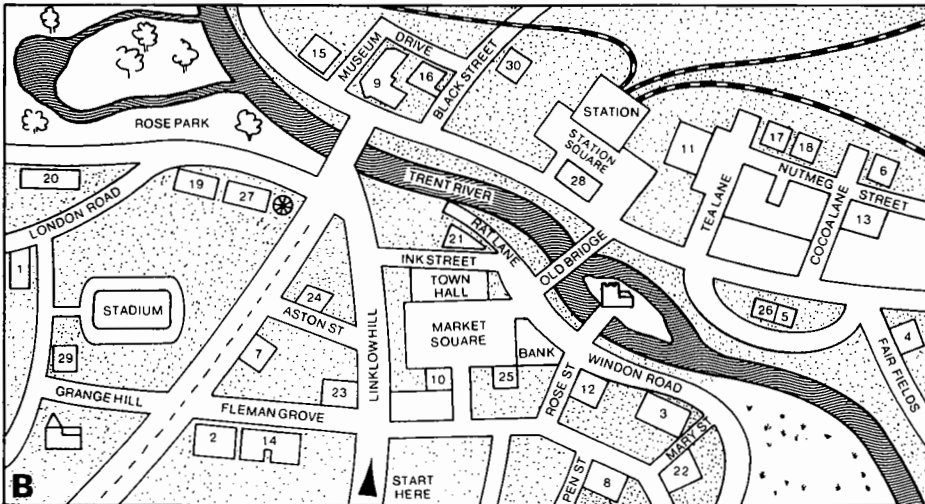 15
MUSEUM
DRIVE
9
16
BLACK STREET
30
STATION
STATION
SQUARE
28
11
17
18
NUTMEG
STREET
6
13
TEA LANE
COCOA LANE
26
5
4
FAIR FIELDS
ROSE PARK
20
19
27
LONDON ROAD
1
STADIUM
29
GRANGE HILL
TRENT RIVER
RAT LANE
21
OLD BRIDGE
INK STREET
TOWN
HALL
MARKET
SQUARE
BANK
24
ASTON ST
7
23
LINKLOW HILL
10
25
ROSE ST
WINDON ROAD
12
3
MARY ST
22
FLEMAN GROVE
2
14
START
HERE
PEN ST
8
B